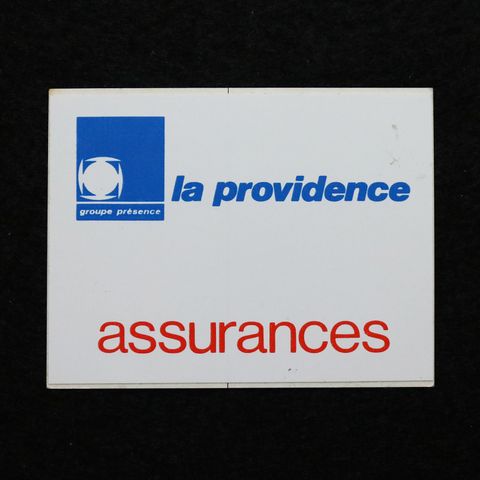 la providence
groupe présence
assurances